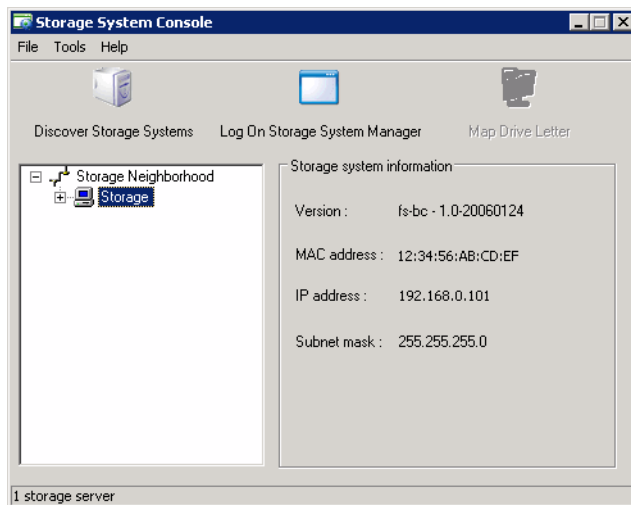 Storage System Console
File Tools Help
Discover Storage Systems Log On Storage System Manager Map Drive Letter
Storage Neighborhood
Storage
Storage system information
Version : fs-bc - 1.0-20060124
MAC address : 12:34:56:AB:CD:EF
IP address : 192.168.0.101
Subnet mask : 255.255.255.0
1 storage server